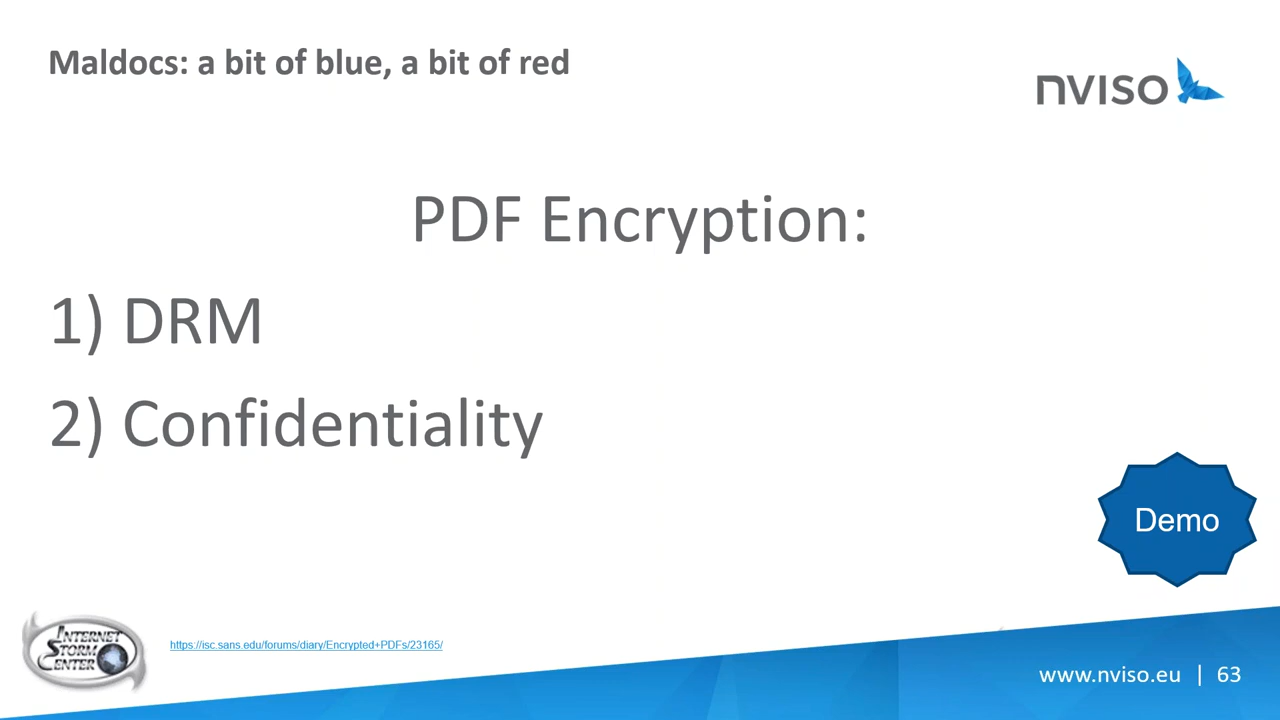 Maldocs: a bit of blue, a bit of red
nviso
PDF Encryption:
1) DRM
2) Confidentiality
Demo
INTERNET
STORM
CENTER
https://isc.sans.edu/forums/diary/Encrypted+PDFs/23165/
www.nviso.eu | 63